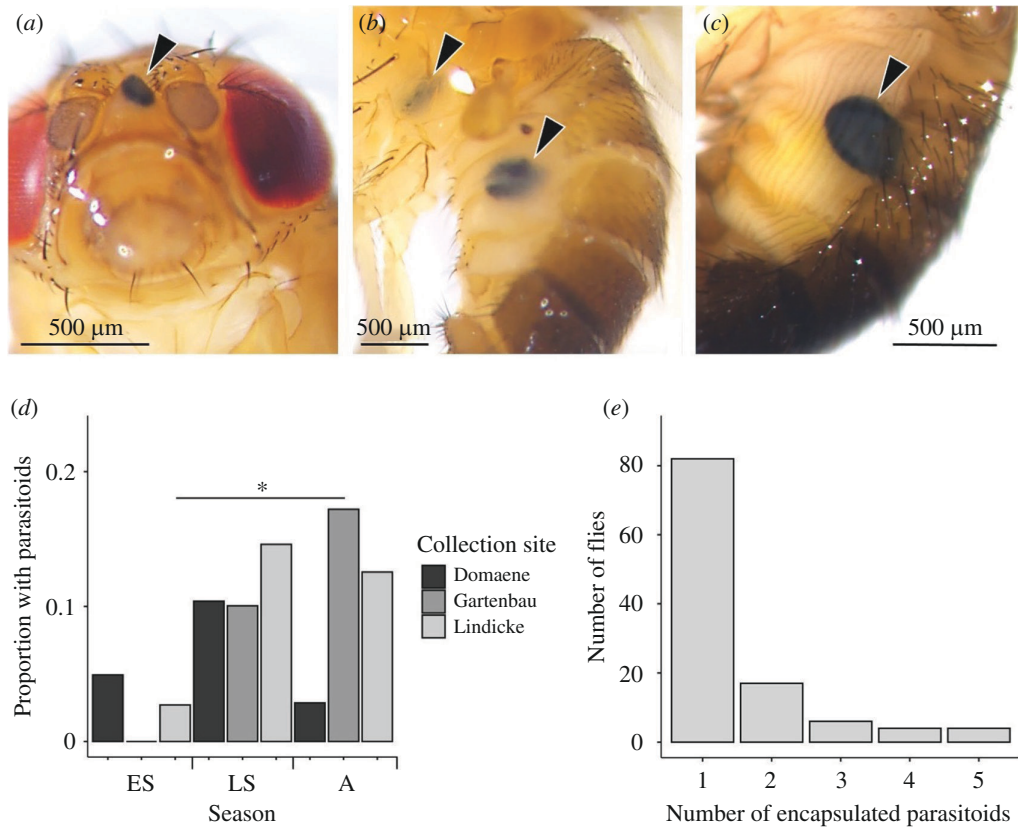 (a)
(b)
(c)
500 μm
500 μm
500 μm
(d)
Proportion with parasitoids
0.2
0.1
0
*
ES
LS
A
Season
Collection site
Domaene
Gartenbau
Lindicke
(e)
Number of flies
80
60
40
20
0
1
2
3
4
5
Number of encapsulated parasitoids